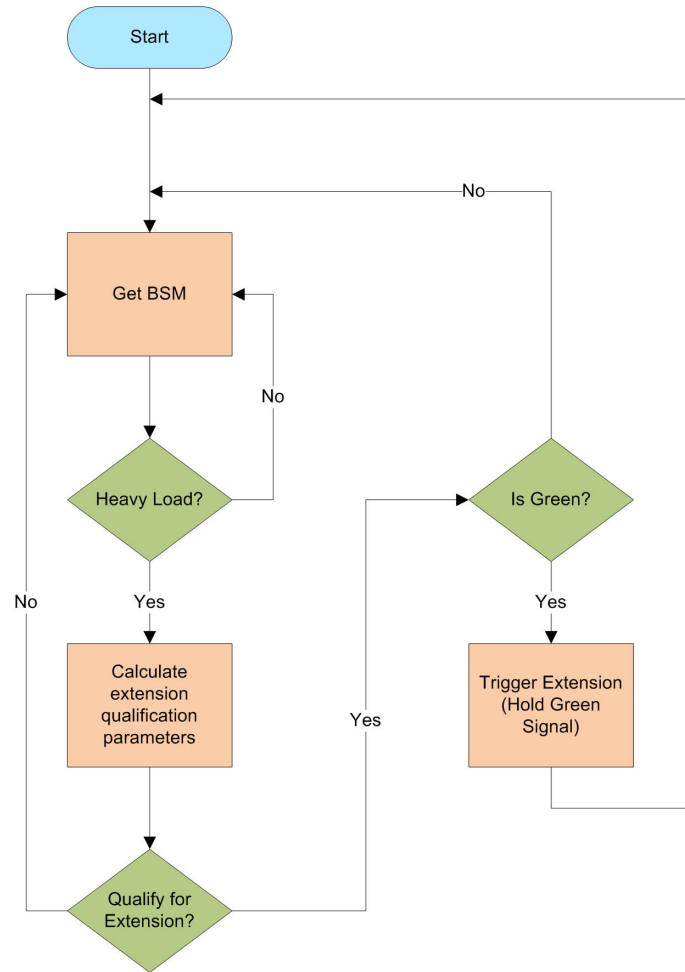 Start
No
Get BSM
No
Heavy Load?
Is Green?
No
Yes
Yes
Calculate
extension
qualification
parameters
Trigger Extension
(Hold Green
Signal)
Yes
Qualify for
Extension?